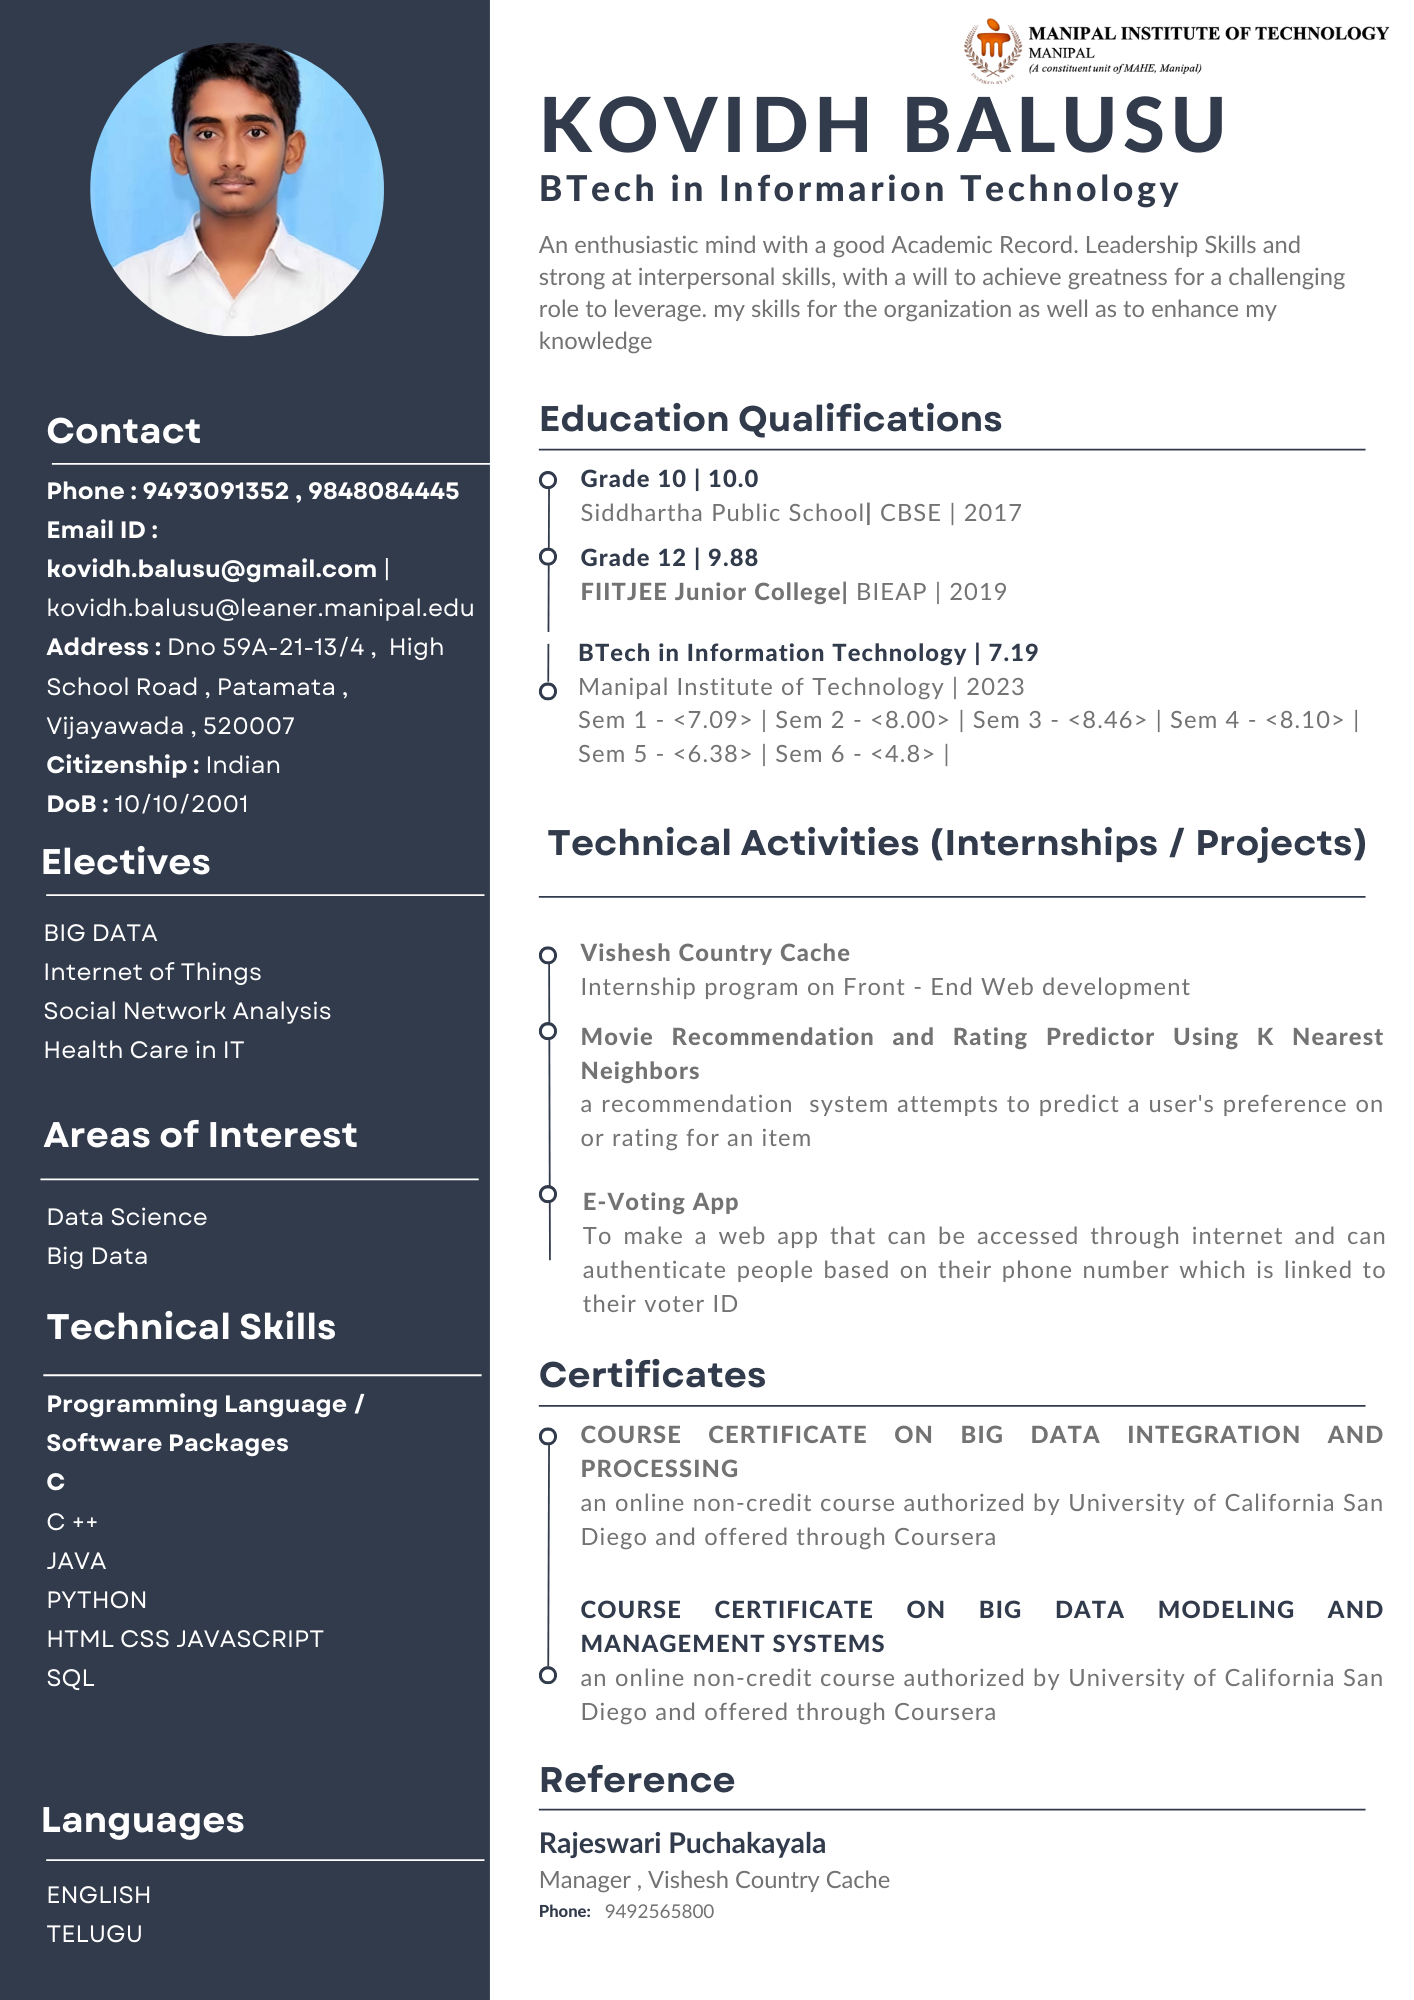 MANIPAL INSTITUTE OF TECHNOLOGY
MANIPAL
(A constituent unit of MAHE, Manipal)
INSPIRED BY LIFE
KOVIDH BALUSU
BTech in Informarion Technology
An enthusiastic mind with a good Academic Record. Leadership Skills and
strong at interpersonal skills, with a will to achieve greatness for a challenging
role to leverage. my skills for the organization as well as to enhance my
knowledge
Contact
Phone : 9493091352 , 9848084445
Email ID :
kovidh.balusu@gmail.com |
kovidh.balusu@leaner.manipal.edu
Address : Dno 59A-21-13/4 , High
School Road , Patamata ,
Vijayawada , 520007
Citizenship : Indian
DoB : 10/10/2001
Electives
BIG DATA
Internet of Things
Social Network Analysis
Health Care in IT
Areas of Interest
Data Science
Big Data
Technical Skills
Programming Language /
Software Packages
C
C ++
JAVA
PYTHON
HTML CSS JAVASCRIPT
SQL
Languages
ENGLISH
TELUGU
Education Qualifications
Grade 10 | 10.0
Siddhartha Public School| CBSE | 2017
Grade 12 | 9.88
FIITJEE Junior College| BIEAP | 2019
BTech in Information Technology | 7.19
Manipal Institute of Technology | 2023
Sem 1 - <7.09> | Sem 2 - <8.00> | Sem 3 - <8.46> | Sem 4 - <8.10> |
Sem 5 - <6.38> | Sem 6 - <4.8> |
Technical Activities (Internships / Projects)
Vishesh Country Cache
Internship program on Front - End Web development
Movie Recommendation and Rating Predictor Using K Nearest
Neighbors
a recommendation system attempts to predict a user's preference on
or rating for an item
E-Voting App
To make a web app that can be accessed through internet and can
authenticate people based on their phone number which is linked to
their voter ID
Certificates
COURSE CERTIFICATE ON BIG DATA INTEGRATION AND
PROCESSING
an online non-credit course authorized by University of California San
Diego and offered through Coursera
COURSE CERTIFICATE ON BIG DATA MODELING AND
MANAGEMENT SYSTEMS
an online non-credit course authorized by University of California San
Diego and offered through Coursera
Reference
Rajeswari Puchakayala
Manager , Vishesh Country Cache
Phone: 9492565800